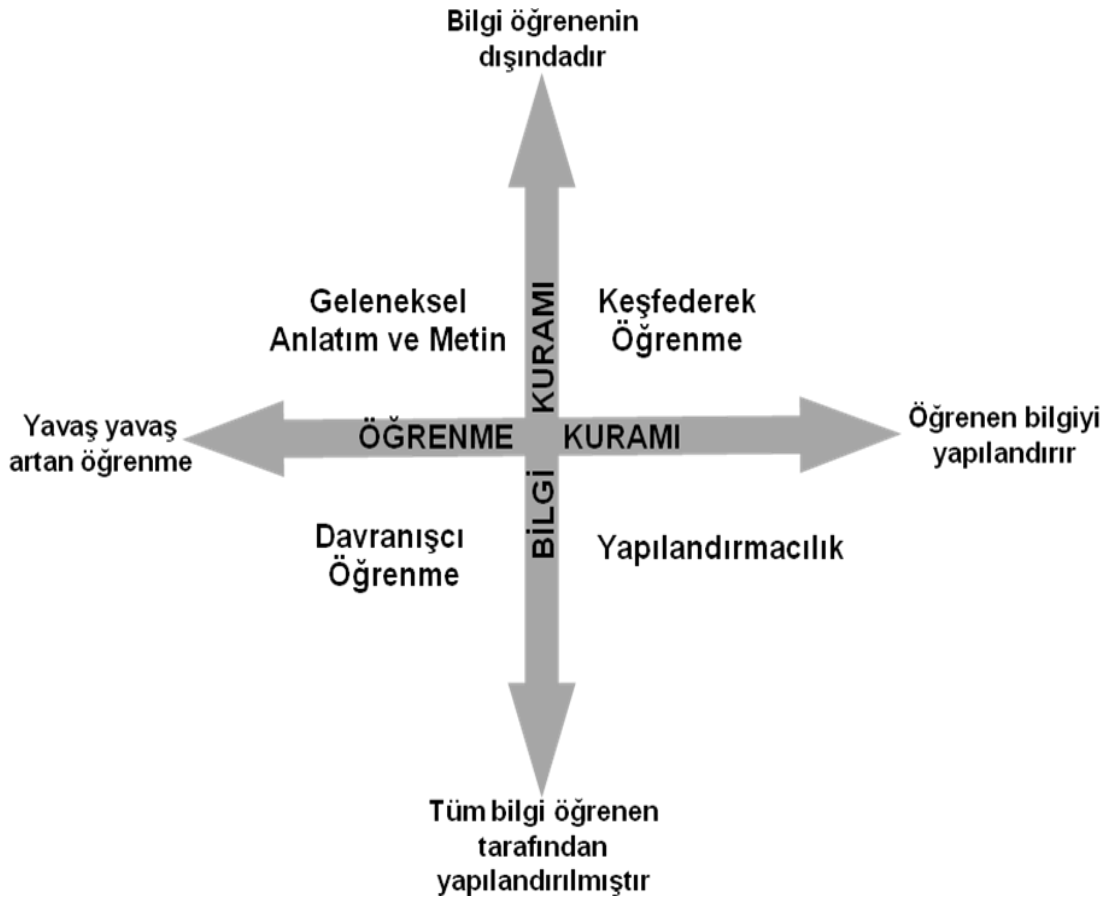 Bilgi öğrenenin
dışındadır
Geleneksel
Anlatım ve Metin
Keşfederek
Öğrenme
Yavaş yavaş
artan öğrenme
ÖĞRENME KURAMI
BİLGİ KURAMI
Öğrenen bilgiyi
yapılandırır
Davranışcı
Öğrenme
Yapılandırmacılık
Tüm bilgi öğrenen
tarafından
yapılandırılmıştır